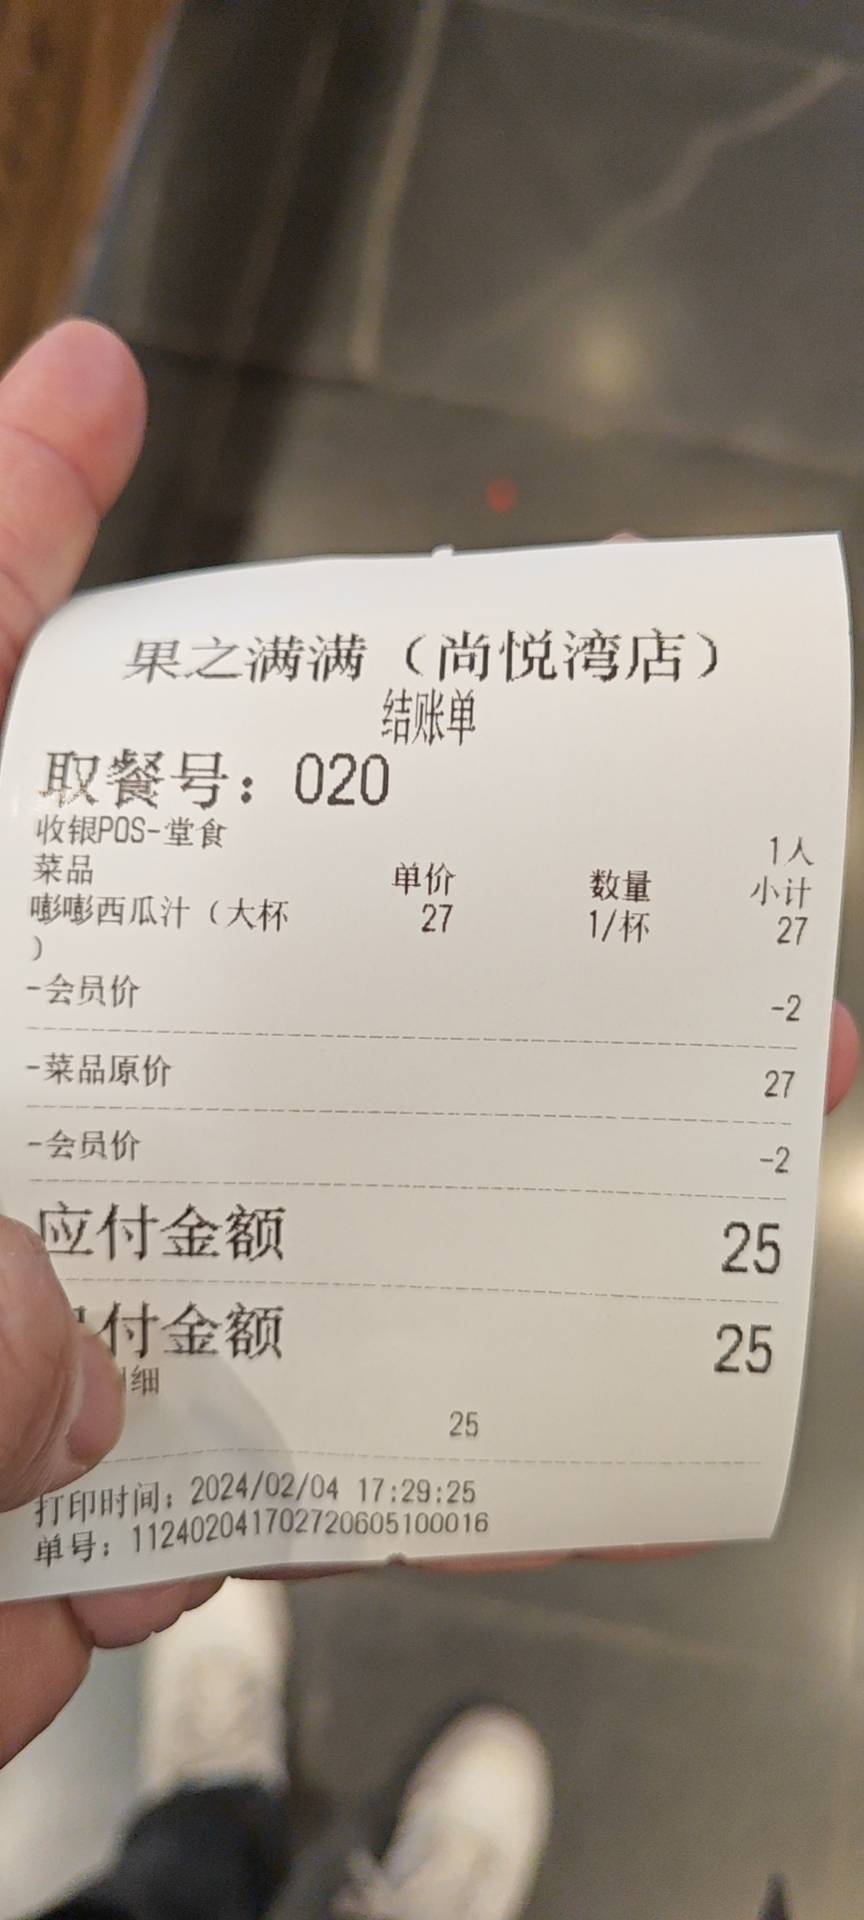 果之满满（尚悦湾店）
结账单
取餐号：020
收银POS-堂食 1人
菜品 单价 数量 小计
嘭嘭西瓜汁（大杯 27 1/杯 27
）
-会员价 -2
-菜品原价 27
-会员价 -2
应付金额 25
付金额 25
细
25
打印时间：2024/02/04 17:29:25
单号：112402041702720605100016